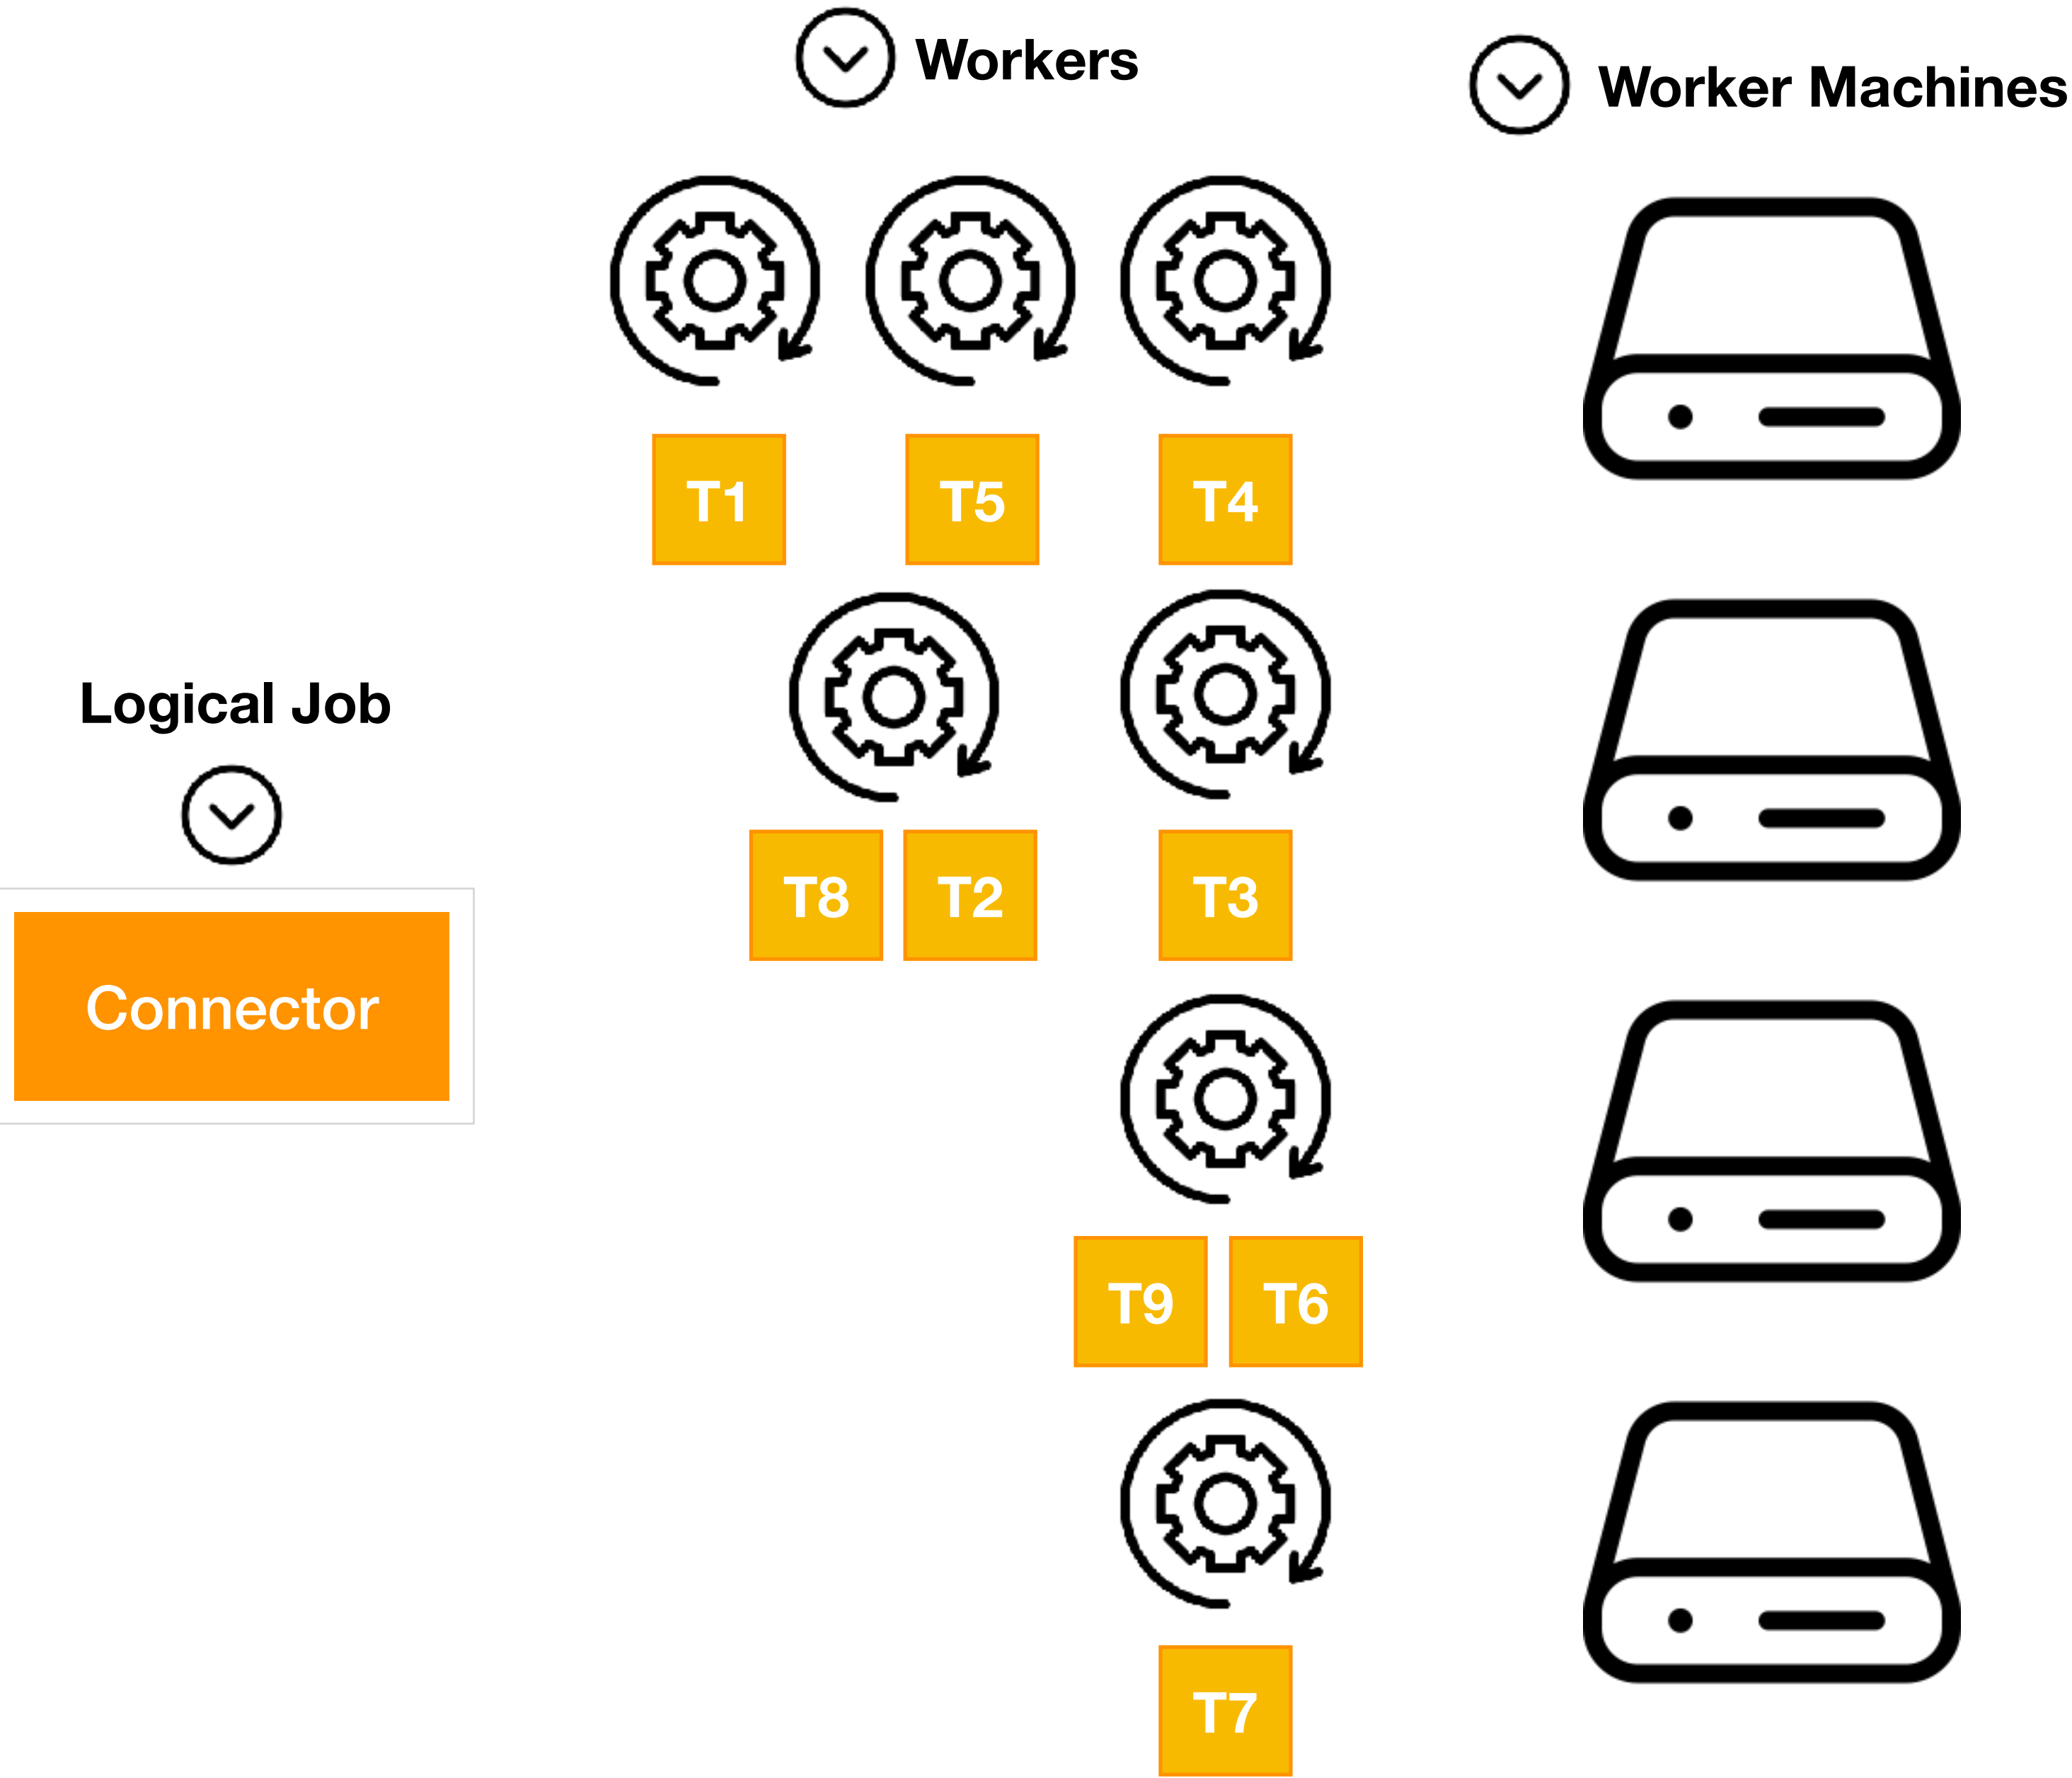 Workers
Worker Machines
T1 T5 T4
Logical Job
T8 T2 T3
Connector
T9 T6
T7